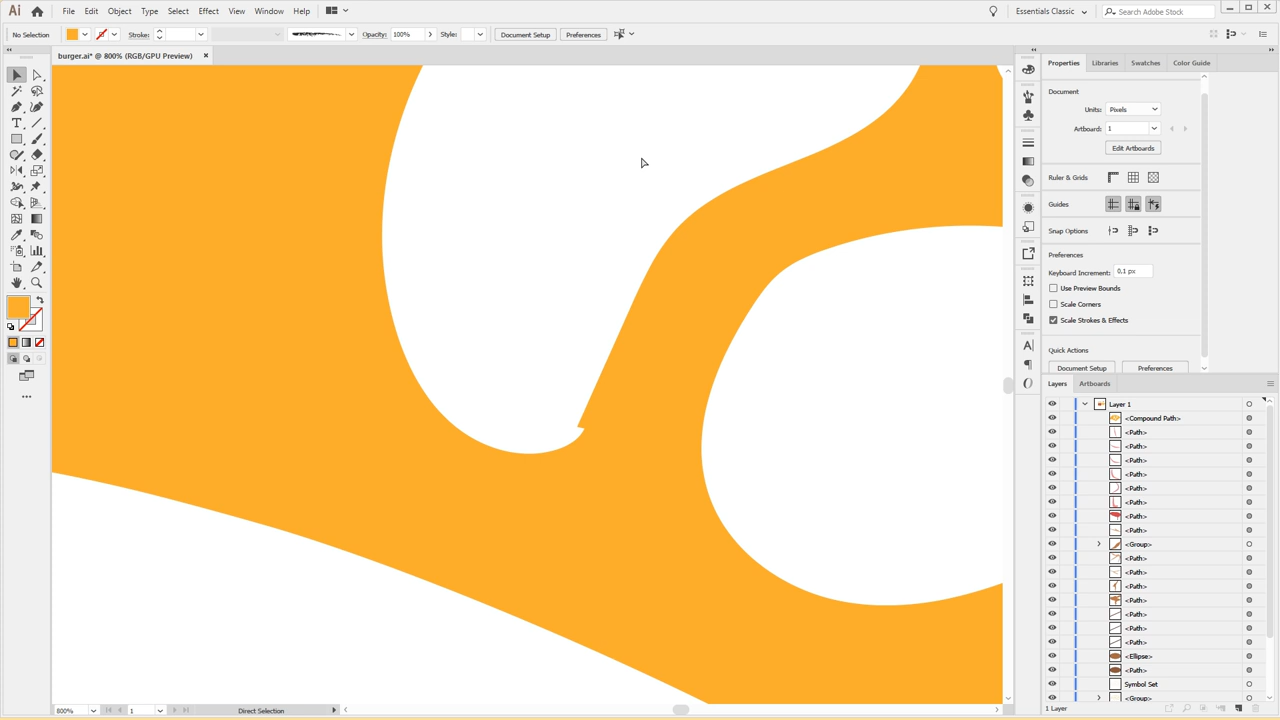 Ai File Edit Object Type Select Effect View Window Help Essentials Classic Search Adobe Stock
No Selection Stroke: Opacity: 100% Style: Document Setup Preferences
burger.ai* @ 800% (RGB/GPU Preview) ×
Properties Libraries Swatches Color Guide
Document
Units: Pixels
Artboard: 1
Edit Artboards
Ruler & Grids
Guides
Snap Options
Preferences
Keyboard Increment: 0,1 px
Use Preview Bounds
Scale Corners
Scale Strokes & Effects
Quick Actions
Document Setup Preferences
Layers Artboards
Layer 1
<Compound Path>
<Path>
<Path>
<Path>
<Path>
<Path>
<Path>
<Path>
<Path>
<Group>
<Path>
<Path>
<Path>
<Path>
<Path>
<Path>
<Path>
<Ellipse>
<Path>
Symbol Set
<Group>
1 Layer
800% 1 Direct Selection